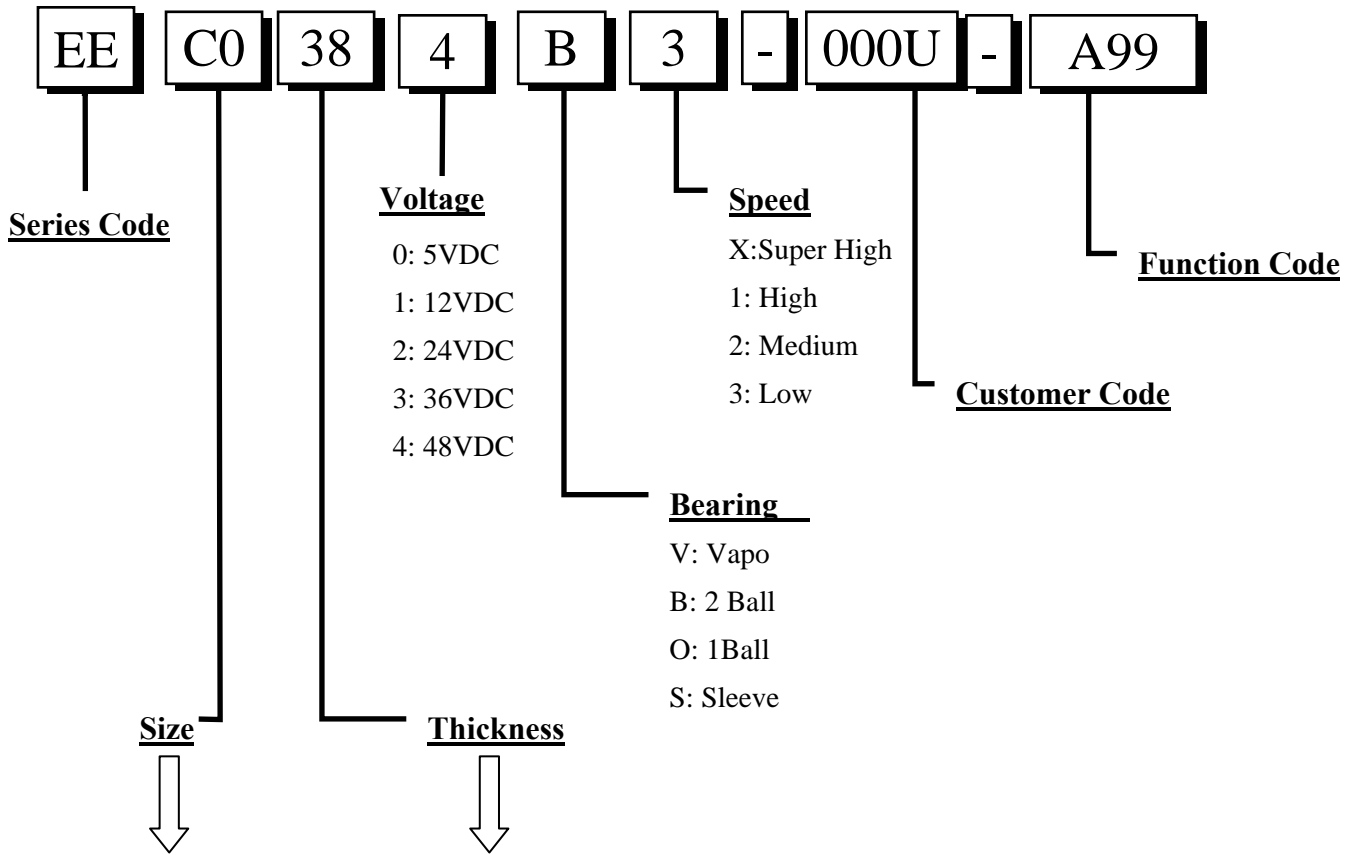 EE C0 38 4 B 3 - 000U - A99
Series Code
Voltage
0: 5VDC
1: 12VDC
2: 24VDC
3: 36VDC
4: 48VDC
Speed
X:Super High
1: High
2: Medium
3: Low
Function Code
Customer Code
Bearing
V: Vapo
B: 2 Ball
O: 1Ball
S: Sleeve
Size
Thickness